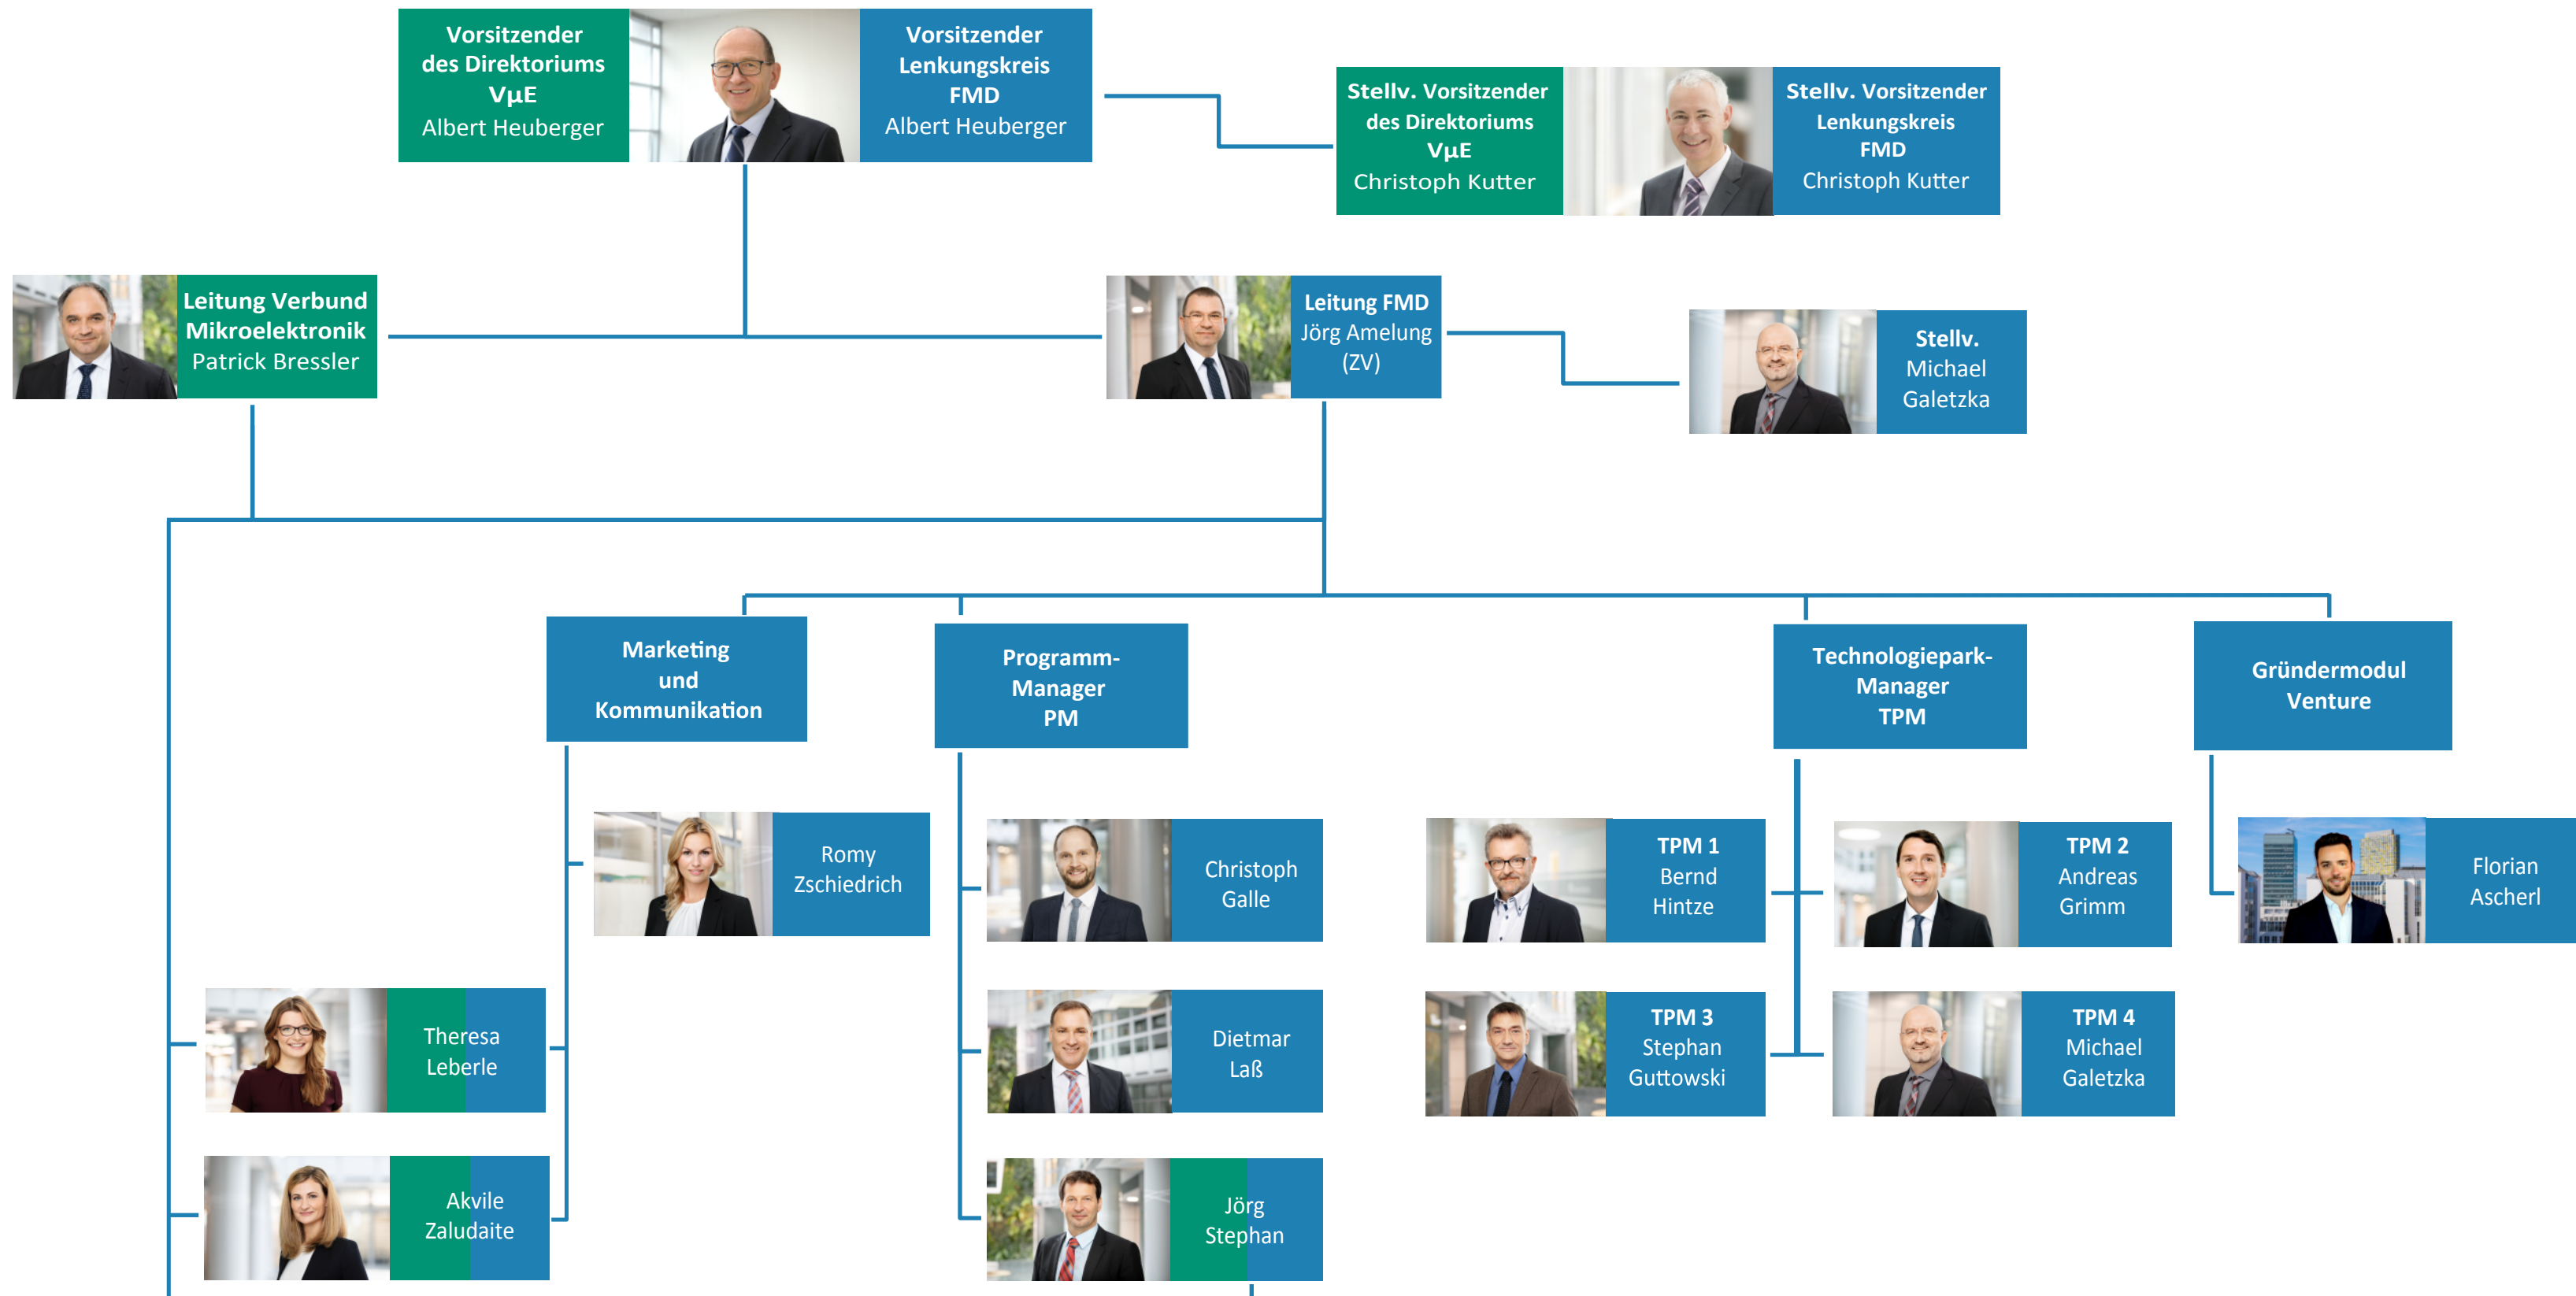 Vorsitzender
des Direktoriums
VµE
Albert Heuberger
Vorsitzender
Lenkungskreis
FMD
Albert Heuberger
Stellv. Vorsitzender
des Direktoriums
VµE
Christoph Kutter
Stellv. Vorsitzender
Lenkungskreis
FMD
Christoph Kutter
Leitung Verbund
Mikroelektronik
Patrick Bressler
Leitung FMD
Jörg Amelung
(ZV)
Stellv.
Michael
Galetzka
Marketing
und
Kommunikation
Programm-
Manager
PM
Technologiepark-
Manager
TPM
Gründermodul
Venture
Romy
Zschiedrich
Christoph
Galle
TPM 1
Bernd
Hintze
TPM 2
Andreas
Grimm
Florian
Ascherl
Theresa
Leberle
Dietmar
Laß
TPM 3
Stephan
Guttowski
TPM 4
Michael
Galetzka
Akvile
Zaludaite
Jörg
Stephan